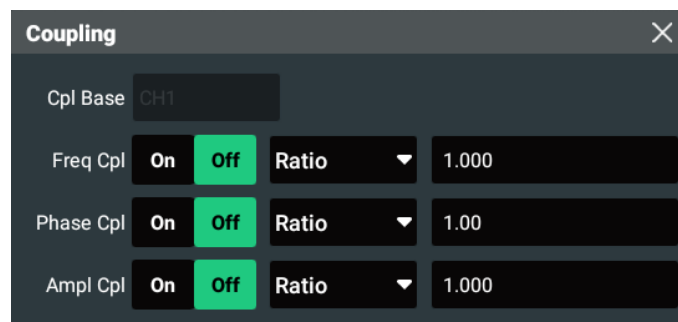 Coupling
Cpl Base CH1
Freq Cpl On Off Ratio 1.000
Phase Cpl On Off Ratio 1.00
Ampl Cpl On Off Ratio 1.000